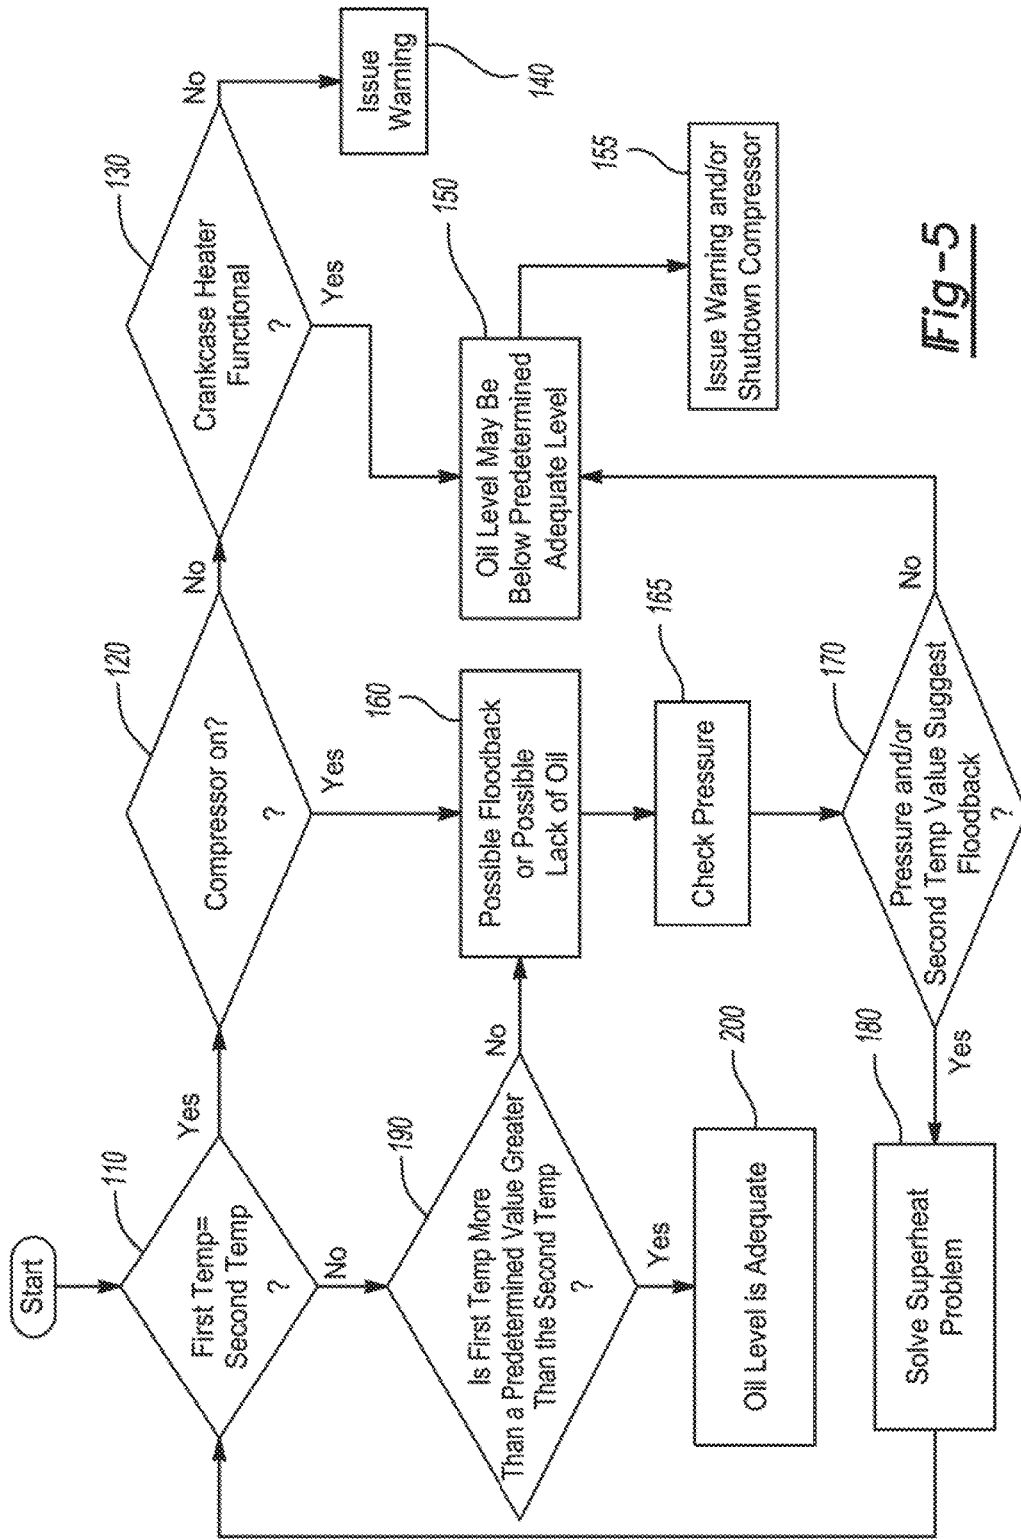 Start
110
First Temp=
Second Temp
?
Yes
No
120
Compressor on?
?
No
Yes
130
Crankcase Heater
Functional
?
No
Yes
Issue
Warning
140
190
Is First Temp More
Than a Predetermined Value Greater
Than the Second Temp
?
No
Yes
160
Possible Floodback
or Possible
Lack of Oil
150
Oil Level May Be
Below Predetermined
Adequate Level
200
Oil Level is Adequate
165
Check Pressure
155
Issue Warning and/or
Shutdown Compressor
180
Solve Superheat
Problem
170
Pressure and/or
Second Temp Value Suggest
Floodback
?
Yes
No
Fig-5